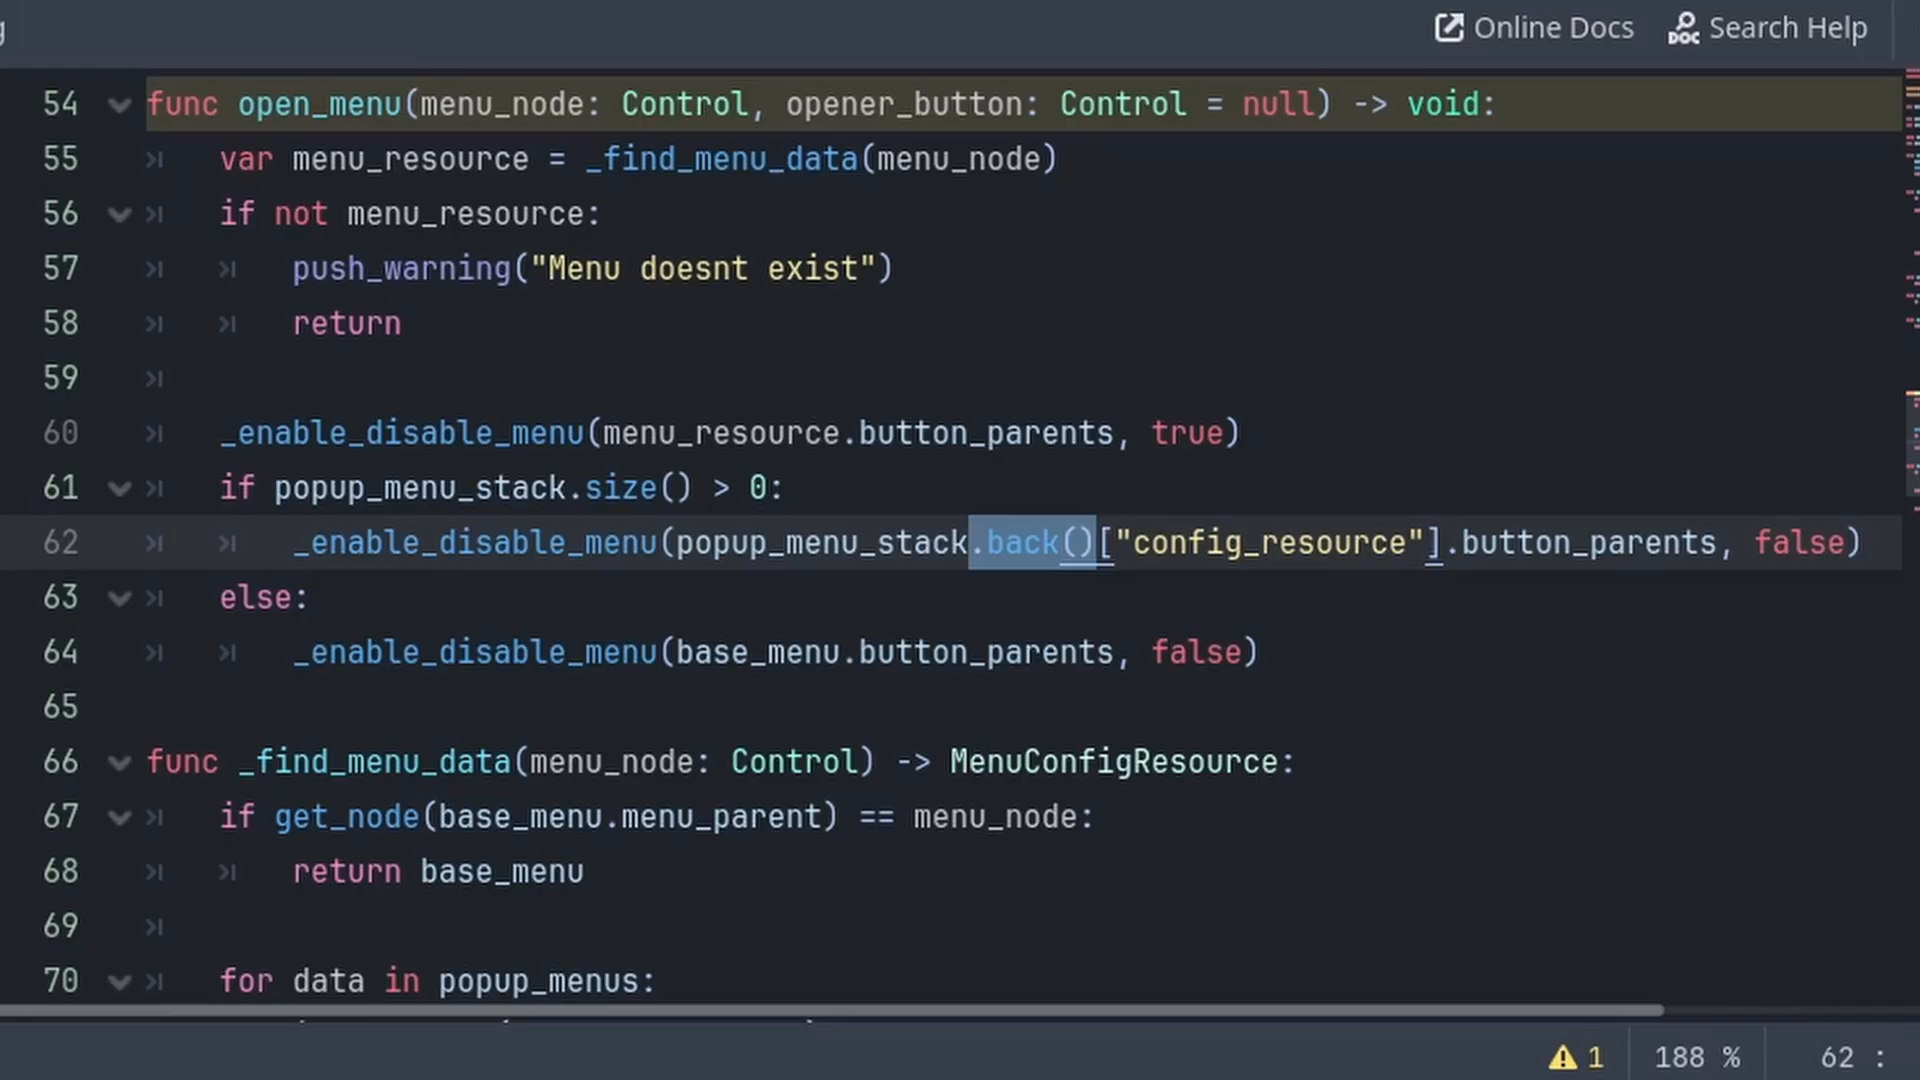 Online Docs Search Help
54 func open_menu(menu_node: Control, opener_button: Control = null) -> void:
55 var menu_resource = _find_menu_data(menu_node)
56 if not menu_resource:
57 push_warning("Menu doesnt exist")
58 return
59
60 _enable_disable_menu(menu_resource.button_parents, true)
61 if popup_menu_stack.size() > 0:
62 _enable_disable_menu(popup_menu_stack.back()["config_resource"].button_parents, false)
63 else:
64 _enable_disable_menu(base_menu.button_parents, false)
65
66 func _find_menu_data(menu_node: Control) -> MenuConfigResource:
67 if get_node(base_menu.menu_parent) == menu_node:
68 return base_menu
69
70 for data in popup_menus:
1 188 % 62 :